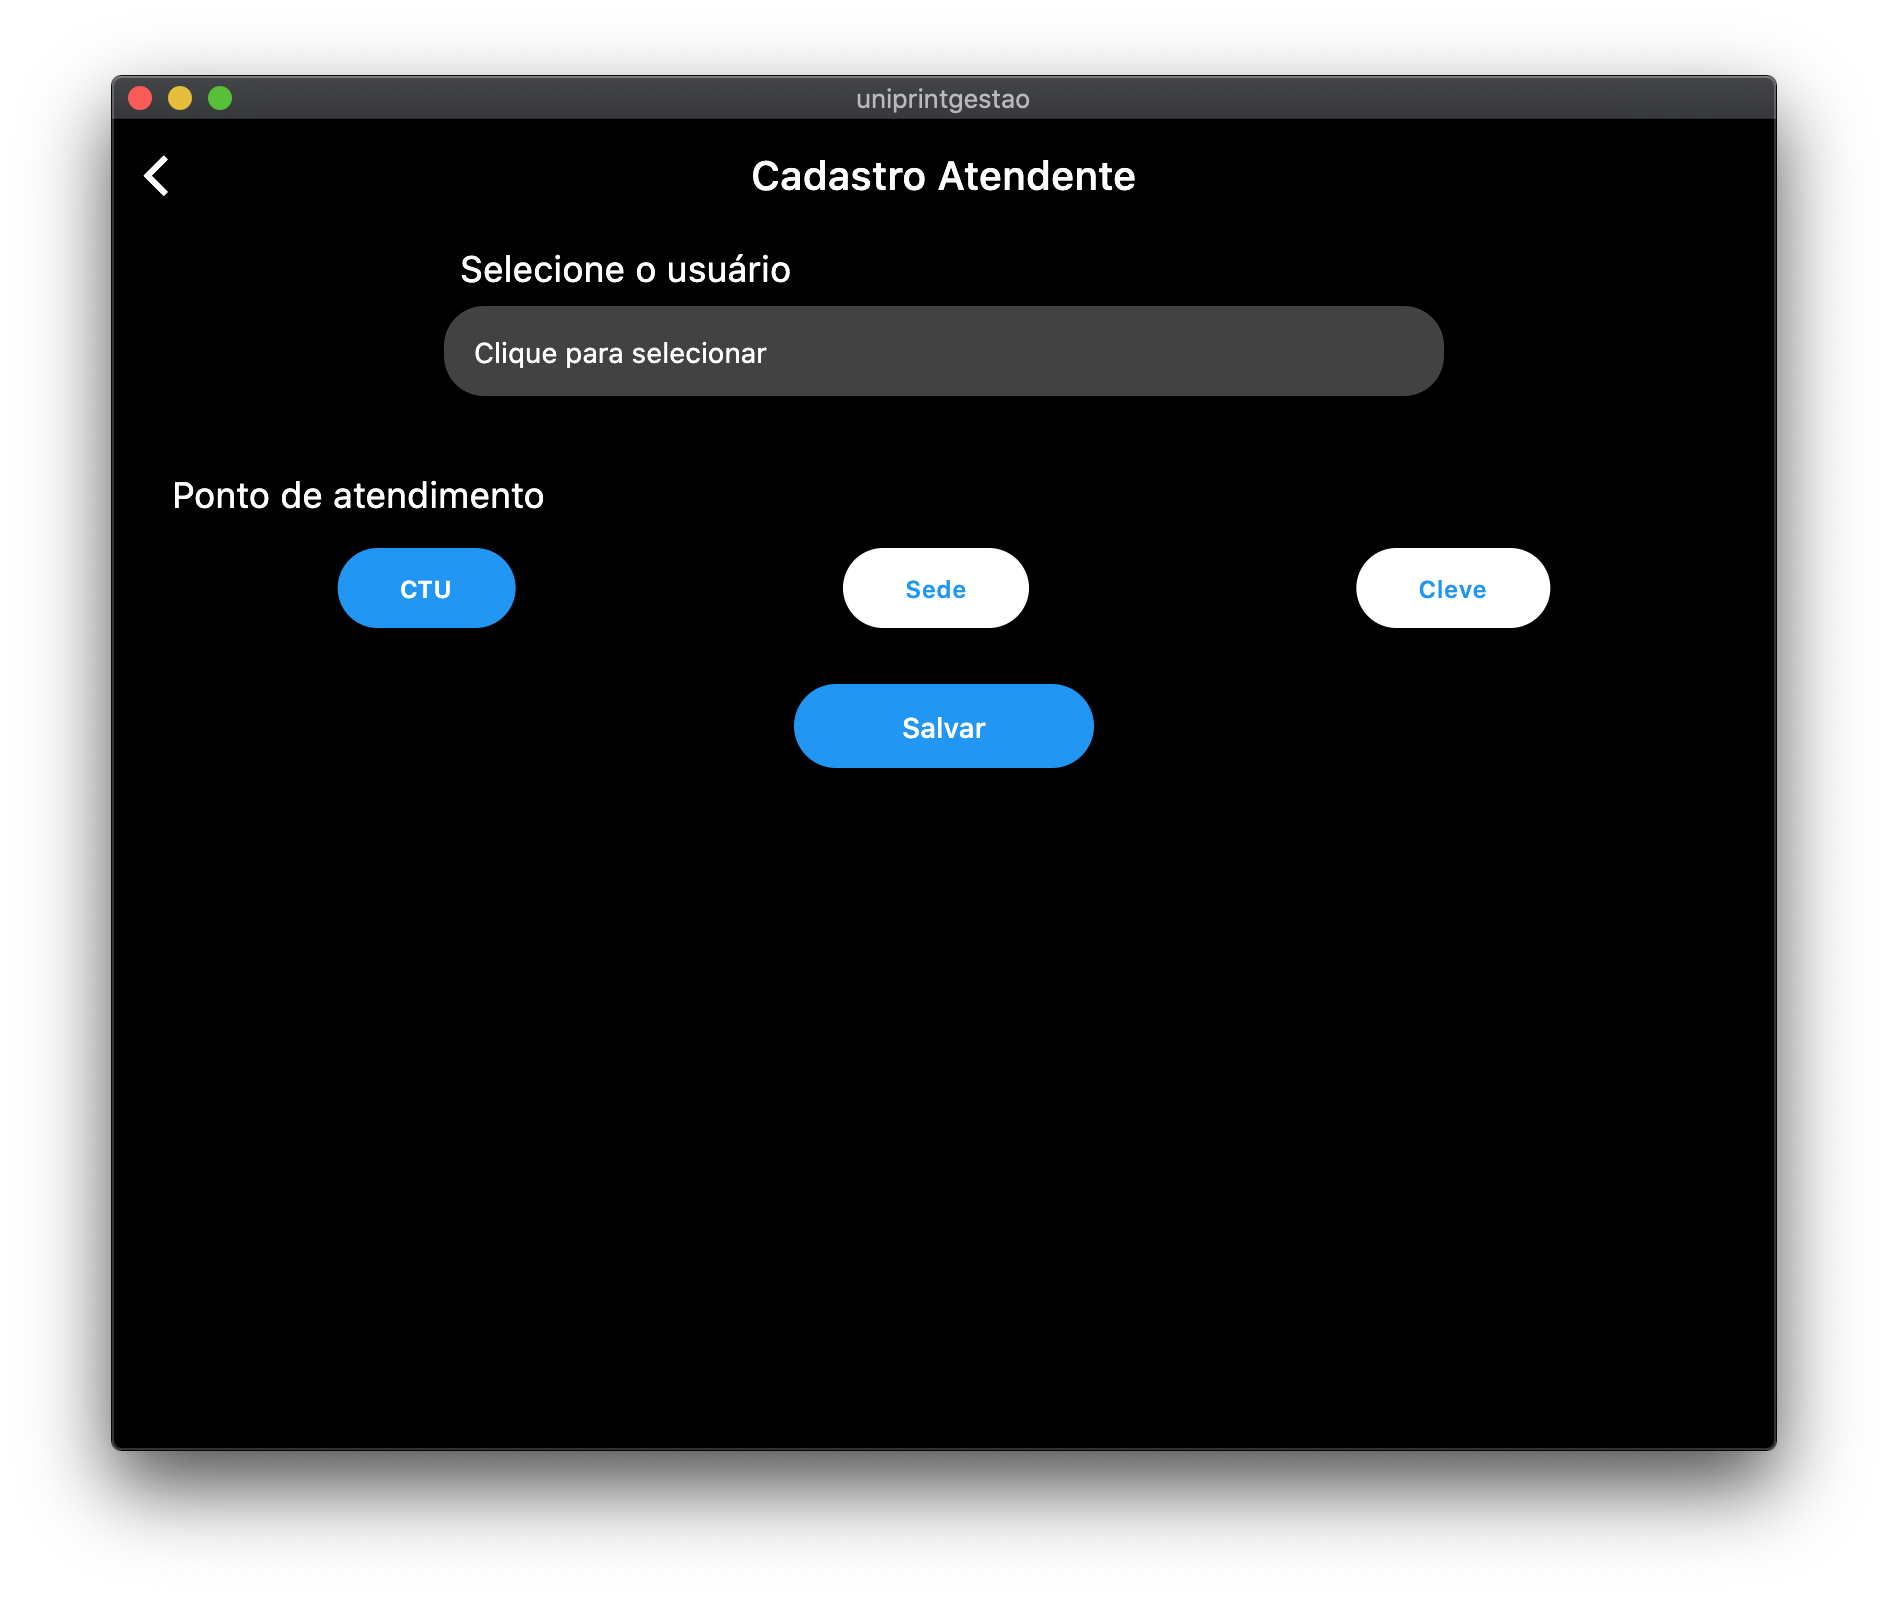 uniprintgestao
Cadastro Atendente
Selecione o usuário
Clique para selecionar
Ponto de atendimento
CTU
Sede
Cleve
Salvar